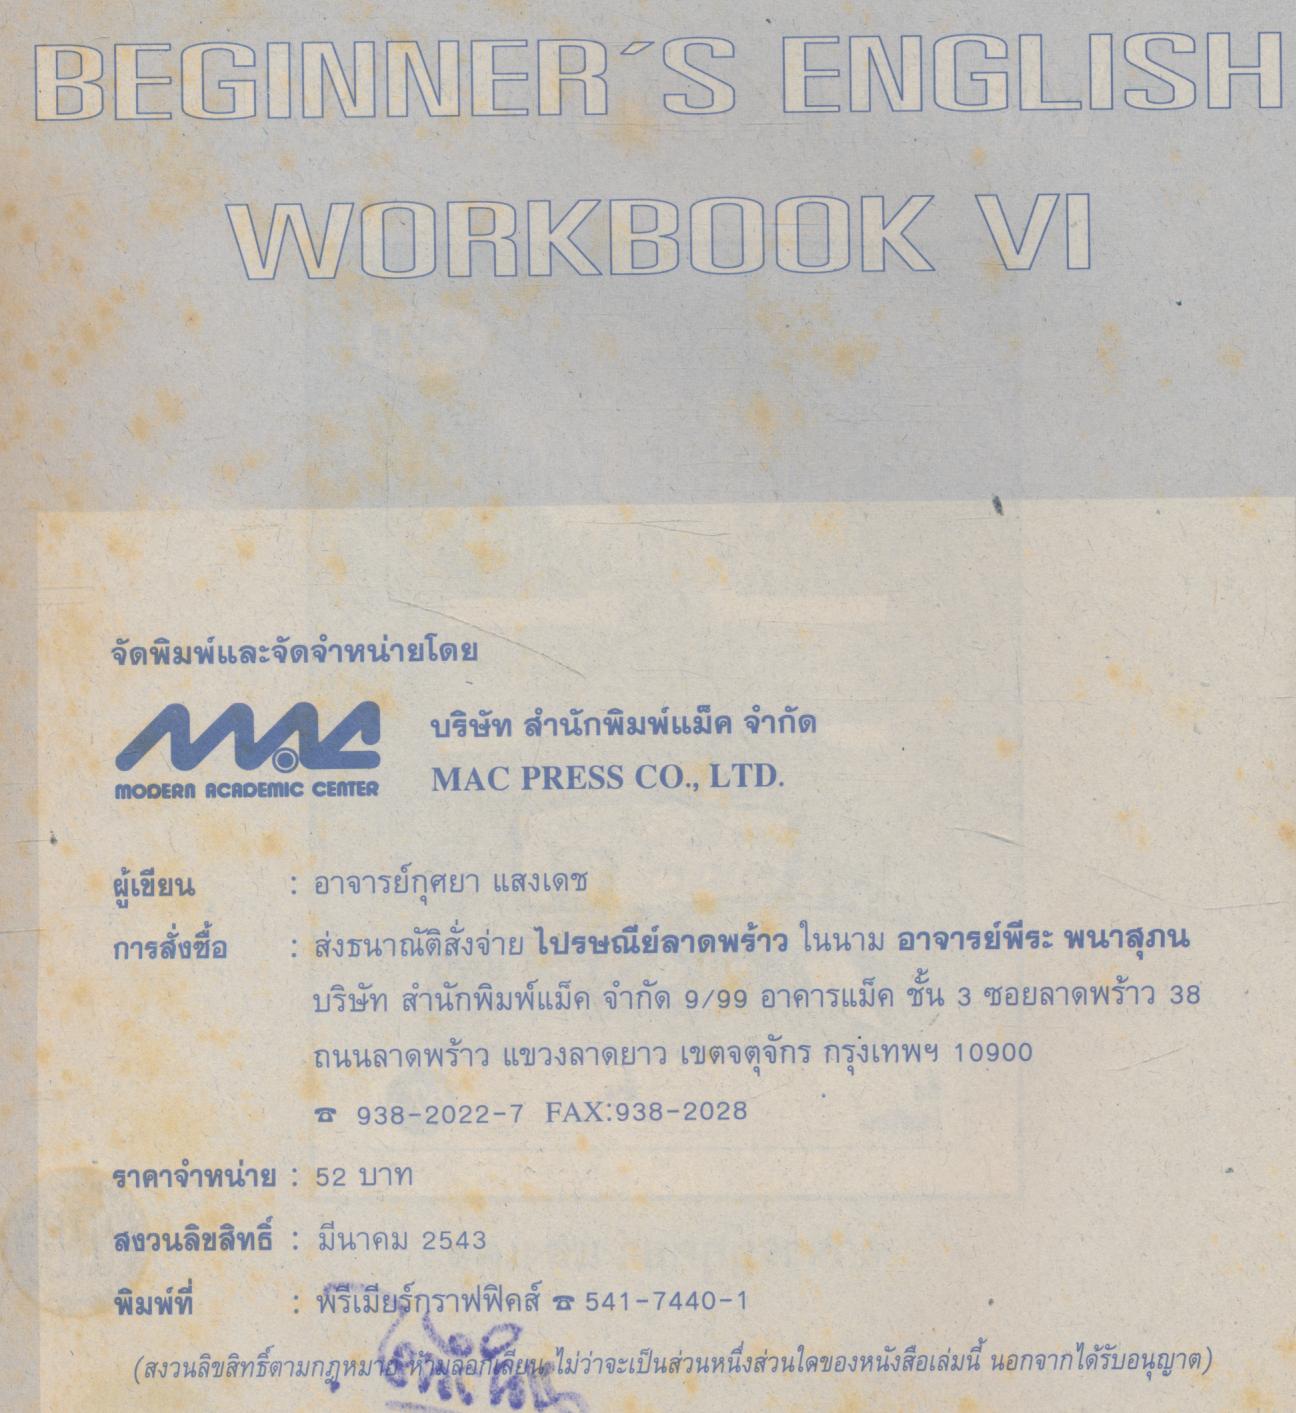 BEGINNER´S ENGLISH
WORKBOOK VI
จัดพิมพ์และจัดจำหน่ายโดย
MAC
MODERN ACADEMIC CENTER
บริษัท สำนักพิมพ์แม็ค จำกัด
MAC PRESS CO., LTD.
ผู้เขียน : อาจารย์กุศยา แสงเดช
การสั่งซื้อ : ส่งธนาณัติสั่งจ่าย ไปรษณีย์ลาดพร้าว ในนาม อาจารย์พีระ พนาสุภน
บริษัท สำนักพิมพ์แม็ค จำกัด 9/99 อาคารแม็ค ชั้น 3 ซอยลาดพร้าว 38
ถนนลาดพร้าว แขวงลาดยาว เขตจตุจักร กรุงเทพฯ 10900
☎ 938-2022-7 FAX:938-2028
ราคาจำหน่าย : 52 บาท
สงวนลิขสิทธิ์ : มีนาคม 2543
พิมพ์ที่ : พรีเมียร์กราฟฟิคส์ ☎ 541-7440-1
(สงวนลิขสิทธิ์ตามกฎหมาย ห้ามลอกเลียน ไม่ว่าจะเป็นส่วนหนึ่งส่วนใดของหนังสือเล่มนี้ นอกจากได้รับอนุญาต)